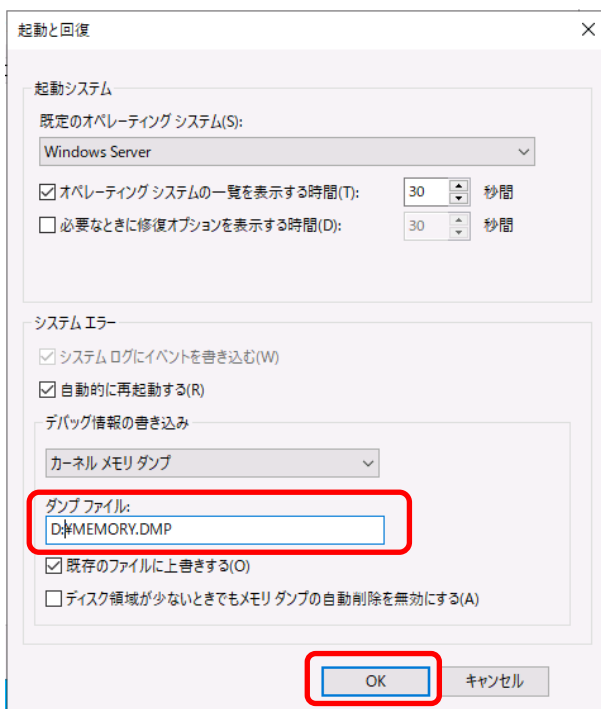 起動と回復
起動システム
既定のオペレーティング システム(S):
Windows Server
オペレーティング システムの一覧を表示する時間(T): 30 秒間
必要なときに修復オプションを表示する時間(D): 30 秒間
システム エラー
システム ログにイベントを書き込む(W)
自動的に再起動する(R)
デバッグ情報の書き込み
カーネル メモリ ダンプ
ダンプ ファイル:
D:¥MEMORY.DMP
既存のファイルに上書きする(O)
ディスク領域が少ないときでもメモリ ダンプの自動削除を無効にする(A)
OK キャンセル